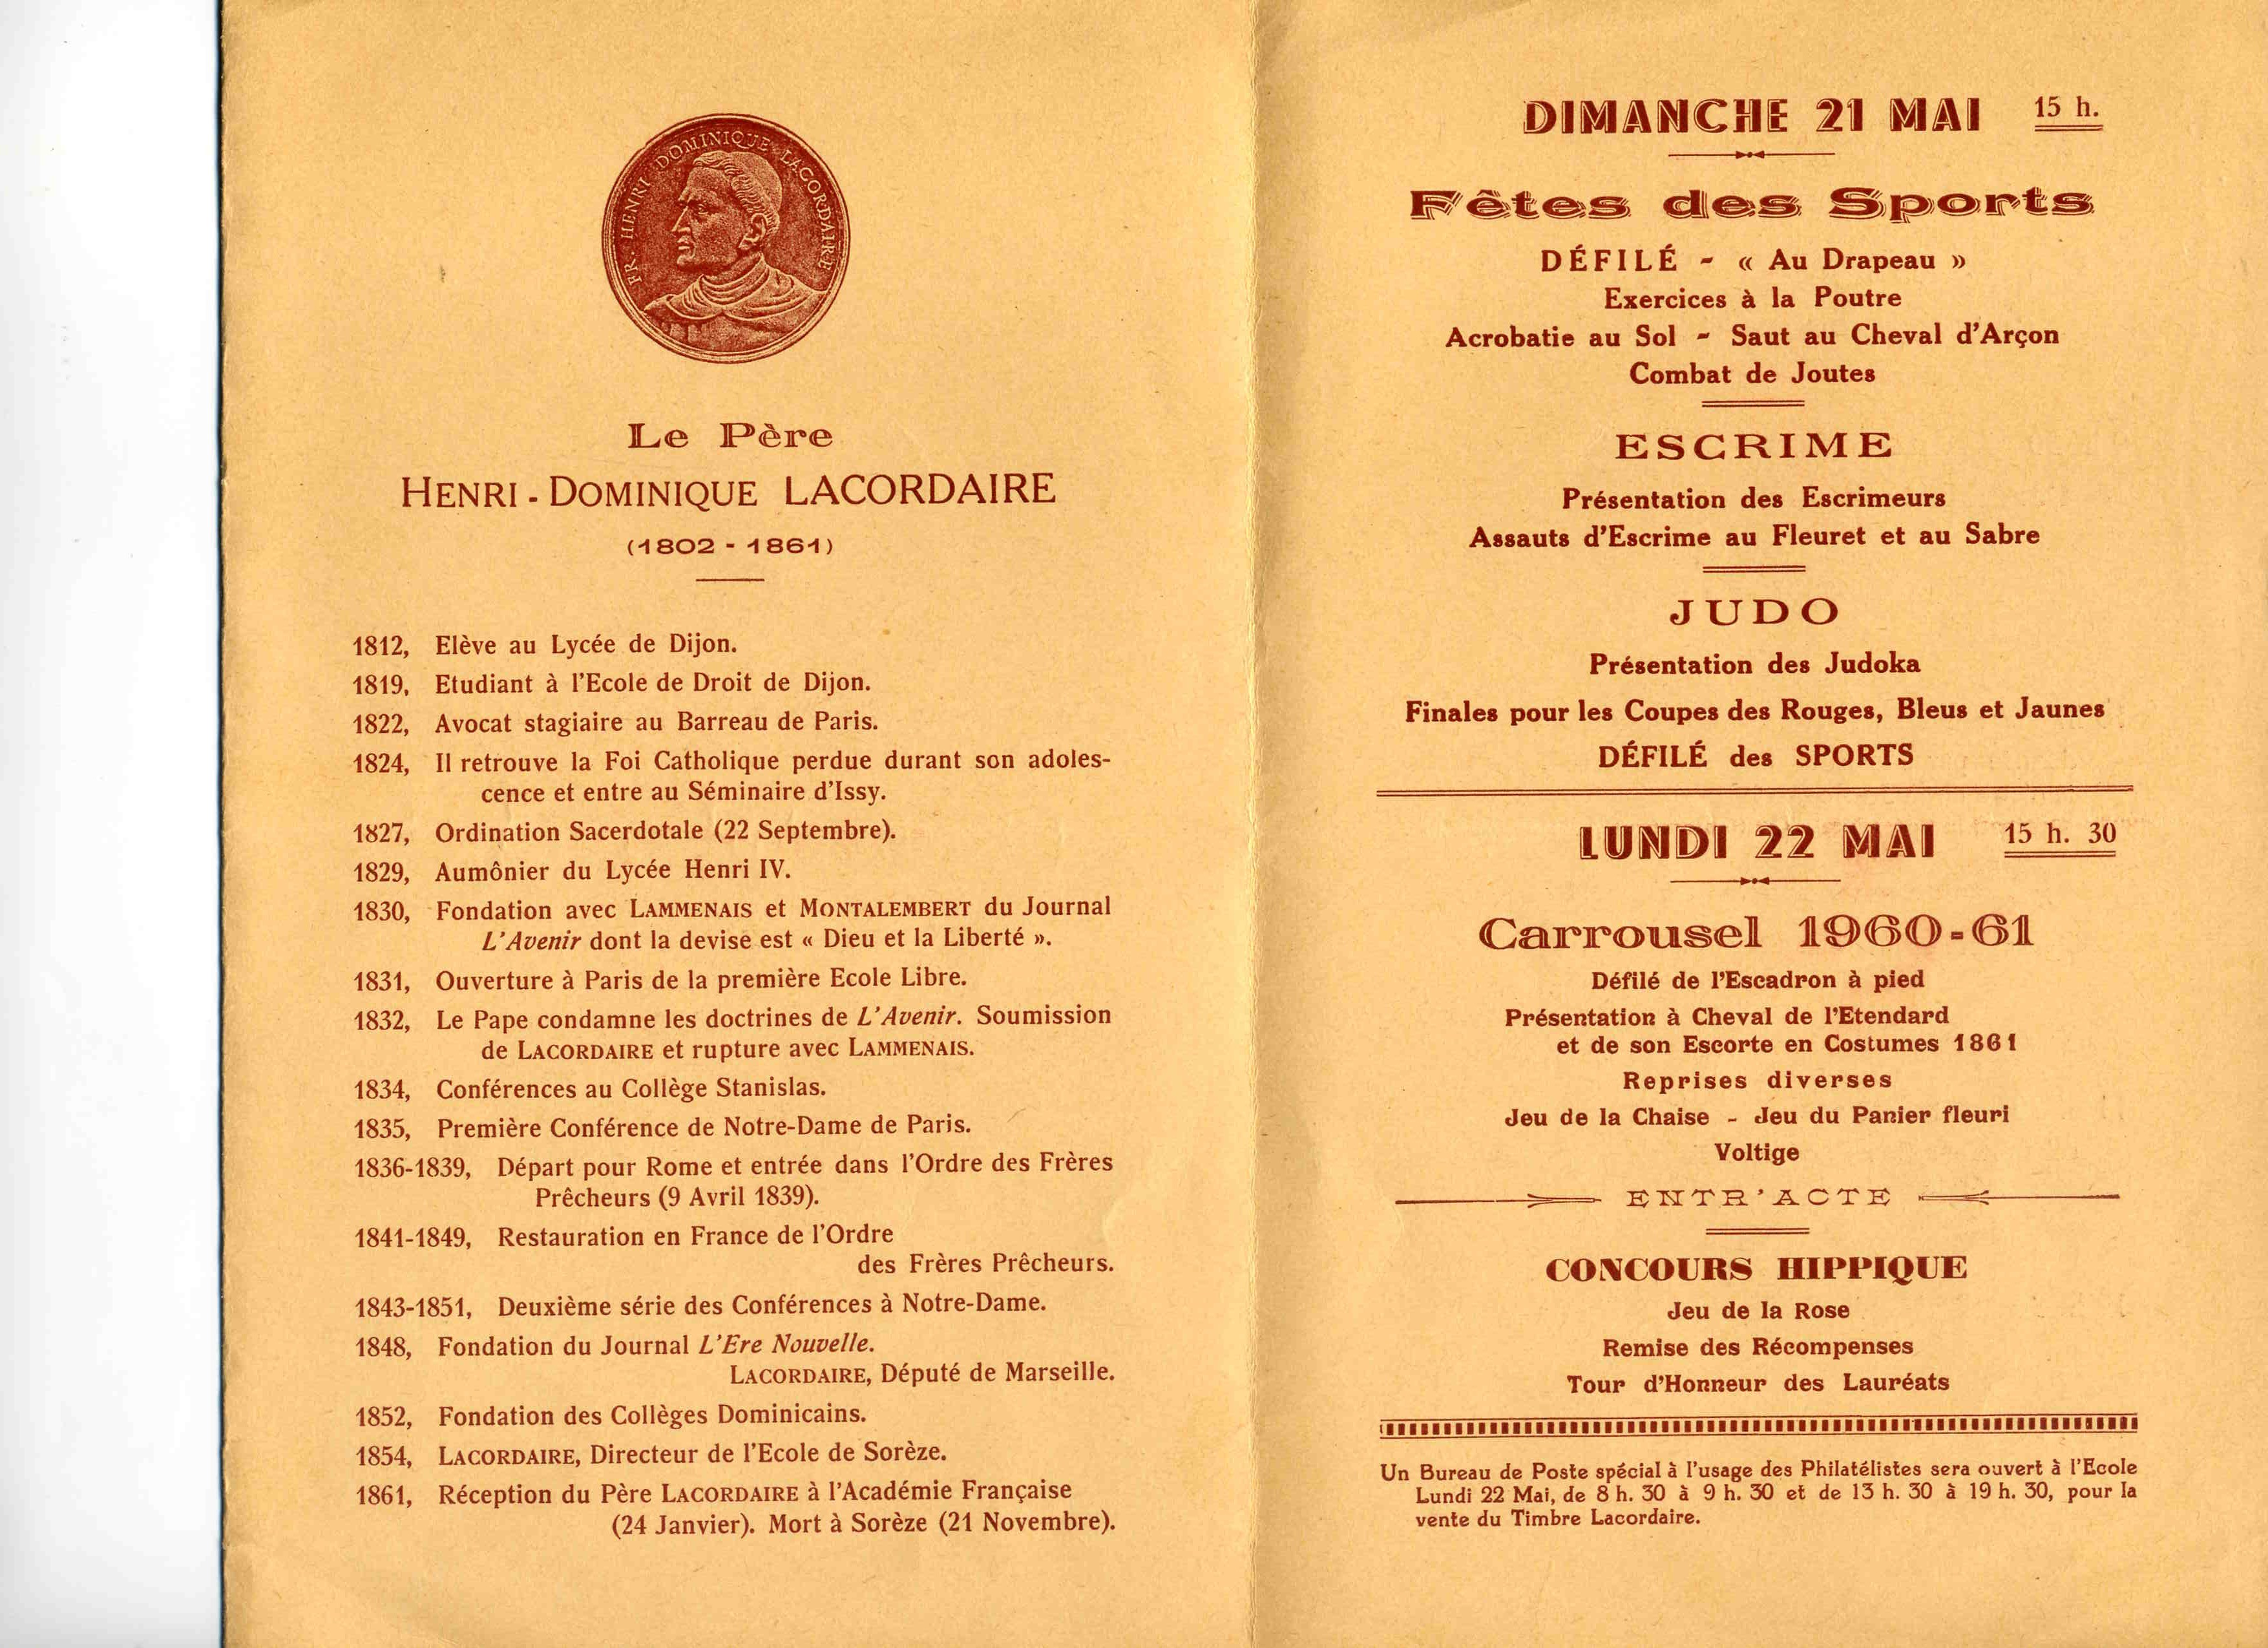 FR. HENRI DOMINIQUE LACORDAIRE
Le Père
HENRI - DOMINIQUE LACORDAIRE
(1802 - 1861)
1812, Elève au Lycée de Dijon.
1819, Etudiant à l'Ecole de Droit de Dijon.
1822, Avocat stagiaire au Barreau de Paris.
1824, Il retrouve la Foi Catholique perdue durant son adoles-
cence et entre au Séminaire d'Issy.
1827, Ordination Sacerdotale (22 Septembre).
1829, Aumônier du Lycée Henri IV.
1830, Fondation avec LAMMENAIS et MONTALEMBERT du Journal
L'Avenir dont la devise est « Dieu et la Liberté ».
1831, Ouverture à Paris de la première Ecole Libre.
1832, Le Pape condamne les doctrines de L'Avenir. Soumission
de LACORDAIRE et rupture avec LAMMENAIS.
1834, Conférences au Collège Stanislas.
1835, Première Conférence de Notre-Dame de Paris.
1836-1839, Départ pour Rome et entrée dans l'Ordre des Frères
Prêcheurs (9 Avril 1839).
1841-1849, Restauration en France de l'Ordre
des Frères Prêcheurs.
1843-1851, Deuxième série des Conférences à Notre-Dame.
1848, Fondation du Journal L'Ere Nouvelle.
LACORDAIRE, Député de Marseille.
1852, Fondation des Collèges Dominicains.
1854, LACORDAIRE, Directeur de l'Ecole de Sorèze.
1861, Réception du Père LACORDAIRE à l'Académie Française
(24 Janvier). Mort à Sorèze (21 Novembre).
DIMANCHE 21 MAI 15 h.
Fêtes des Sports
DÉFILÉ - « Au Drapeau »
Exercices à la Poutre
Acrobatie au Sol - Saut au Cheval d'Arçon
Combat de Joutes
ESCRIME
Présentation des Escrimeurs
Assauts d'Escrime au Fleuret et au Sabre
JUDO
Présentation des Judoka
Finales pour les Coupes des Rouges, Bleus et Jaunes
DÉFILÉ des SPORTS
LUNDI 22 MAI 15 h. 30
Carrousel 1960-61
Défilé de l'Escadron à pied
Présentation à Cheval de l'Etendard
et de son Escorte en Costumes 1861
Reprises diverses
Jeu de la Chaise - Jeu du Panier fleuri
Voltige
ENTR'ACTE
CONCOURS HIPPIQUE
Jeu de la Rose
Remise des Récompenses
Tour d'Honneur des Lauréats
Un Bureau de Poste spécial à l'usage des Philatélistes sera ouvert à l'Ecole
Lundi 22 Mai, de 8 h. 30 à 9 h. 30 et de 13 h. 30 à 19 h. 30, pour la
vente du Timbre Lacordaire.